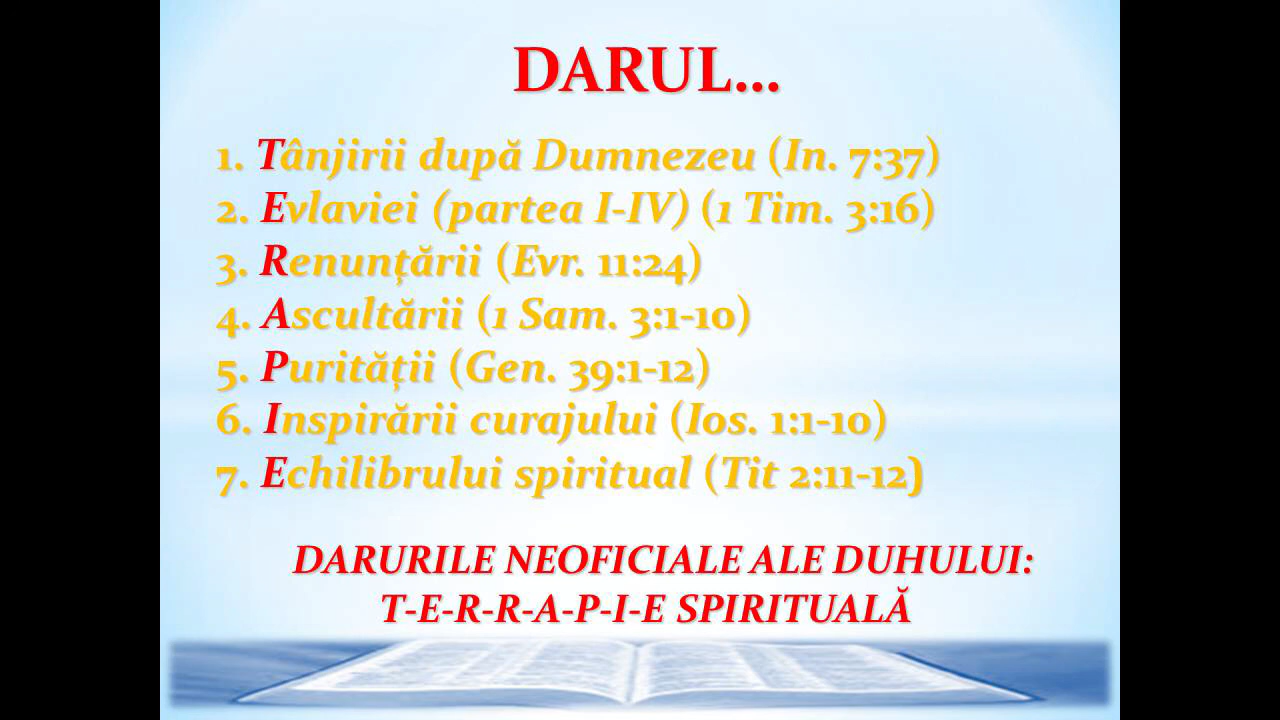 DARUL...
1. Tânjirii după Dumnezeu (In. 7:37)
2. Evlaviei (partea I-IV) (1 Tim. 3:16)
3. Renunțării (Evr. 11:24)
4. Ascultării (1 Sam. 3:1-10)
5. Purității (Gen. 39:1-12)
6. Inspirării curajului (Ios. 1:1-10)
7. Echilibrului spiritual (Tit 2:11-12)
DARURILE NEOFICIALE ALE DUHULUI:
T-E-R-R-A-P-I-E SPIRITUALĂ